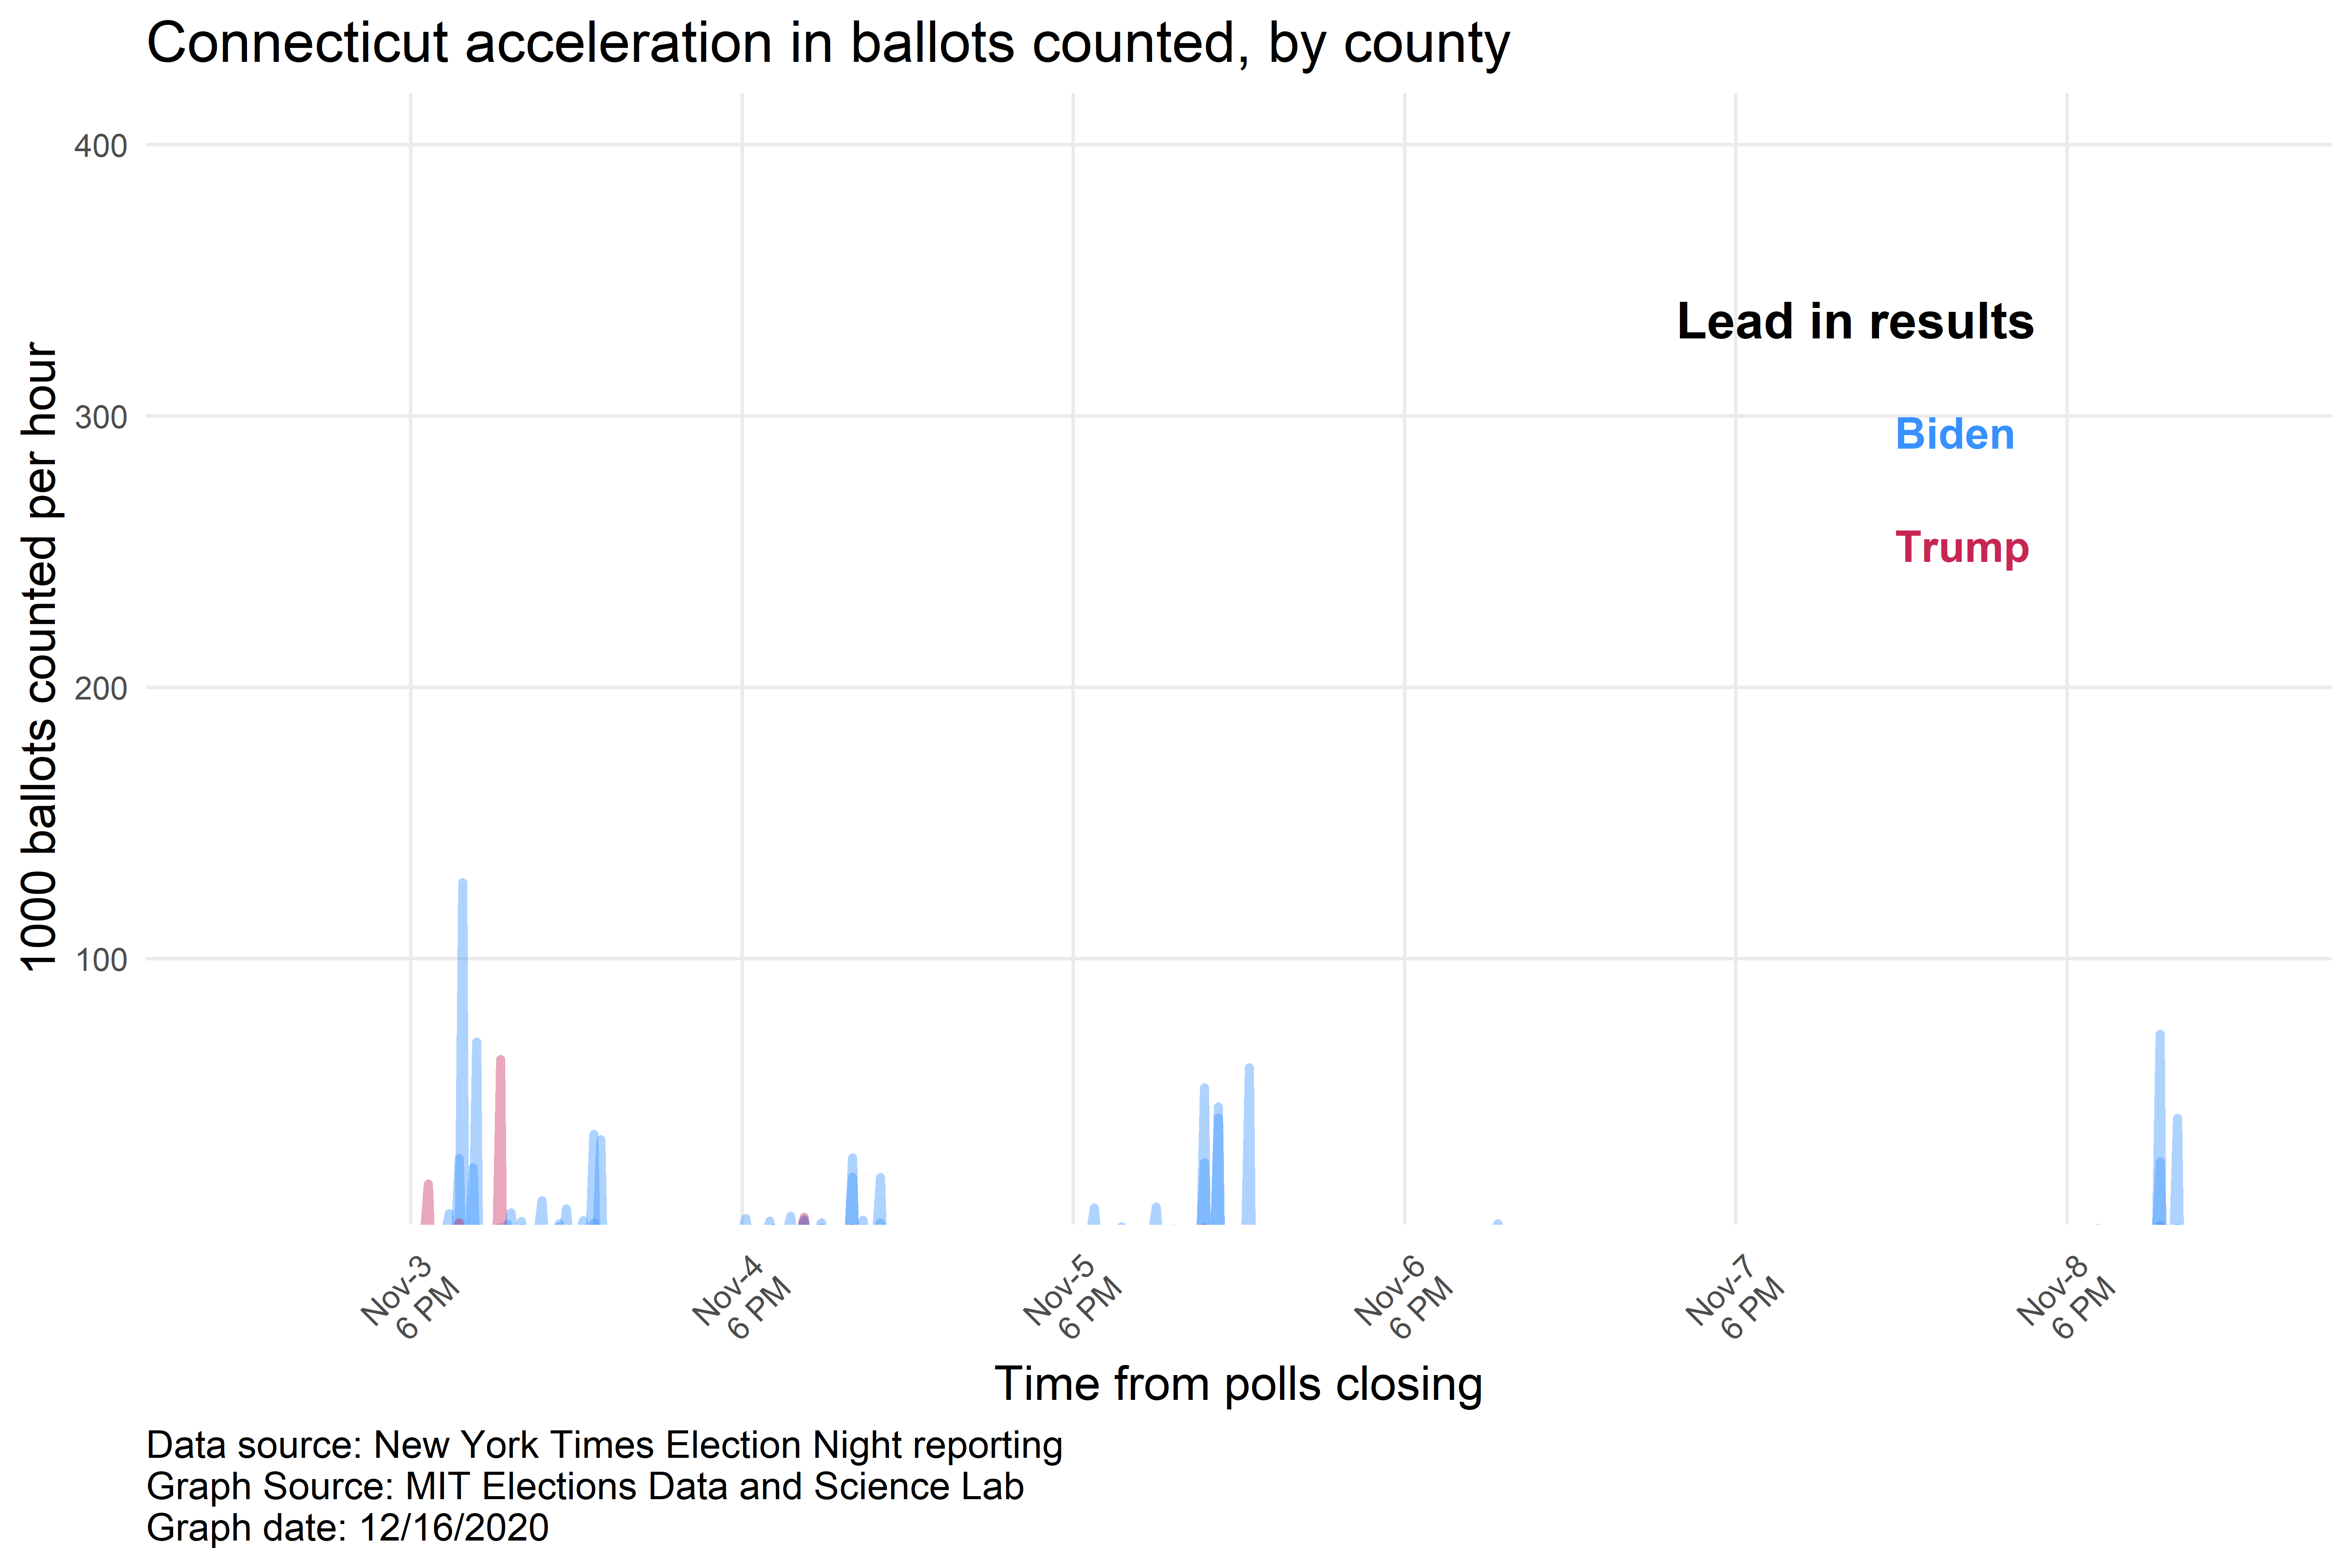 Connecticut acceleration in ballots counted, by county
400
300
200
100
1000 ballots counted per hour
Lead in results
Biden
Trump
Nov-3
6 PM
Nov-4
6 PM
Nov-5
6 PM
Nov-6
6 PM
Nov-7
6 PM
Nov-8
6 PM
Time from polls closing
Data source: New York Times Election Night reporting
Graph Source: MIT Elections Data and Science Lab
Graph date: 12/16/2020